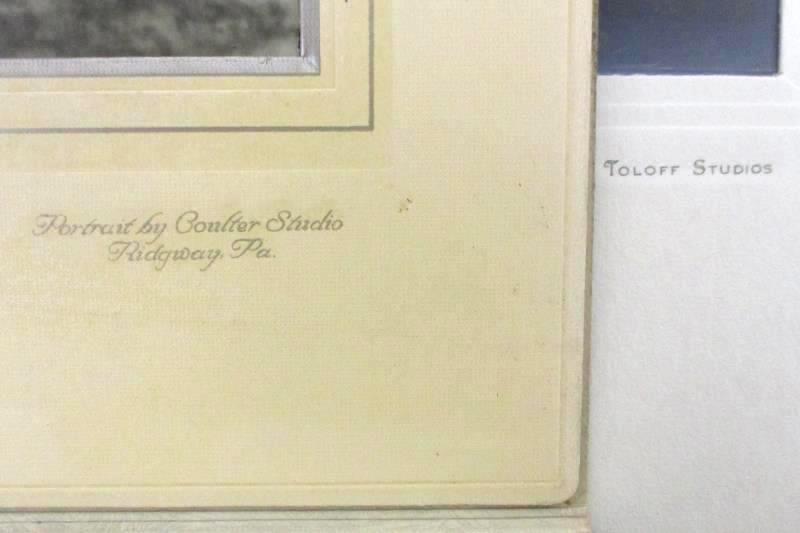 Portrait by Coulter Studio
Ridgway, Pa.
Toloff Studios